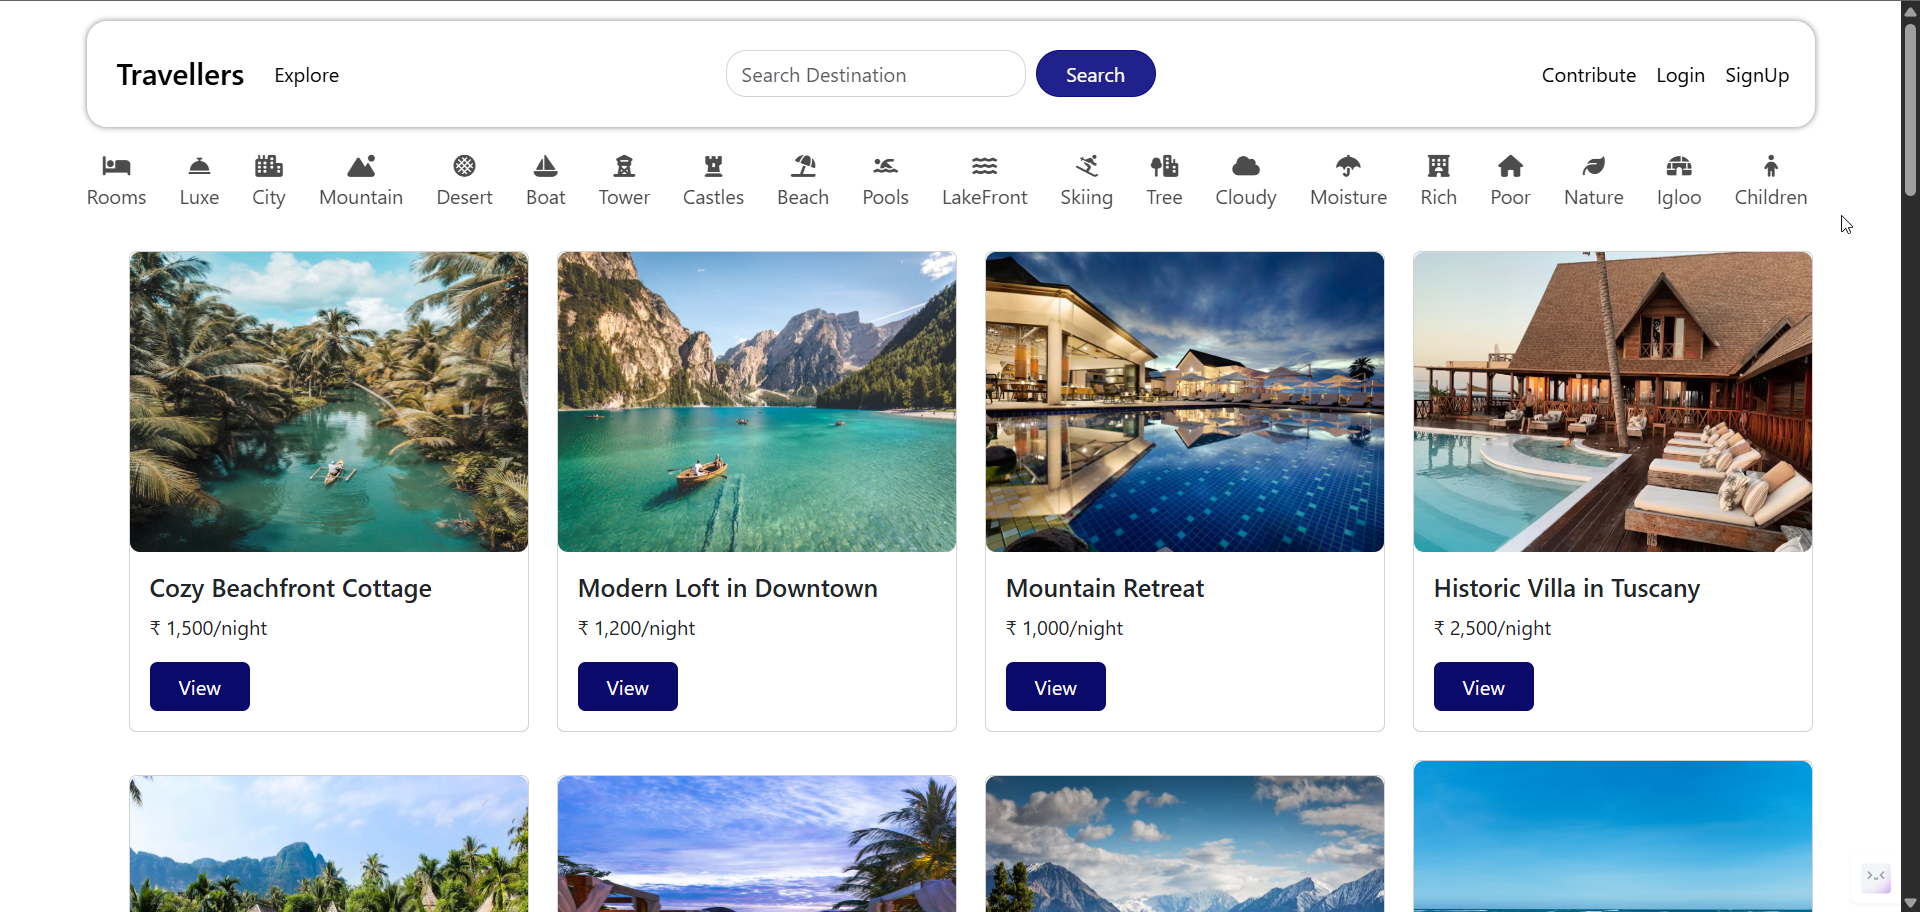 Travellers Explore Search Destination Search Contribute Login SignUp
Rooms Luxe City Mountain Desert Boat Tower Castles Beach Pools LakeFront Skiing Tree Cloudy Moisture Rich Poor Nature Igloo Children
Cozy Beachfront Cottage
₹ 1,500/night
View
Modern Loft in Downtown
₹ 1,200/night
View
Mountain Retreat
₹ 1,000/night
View
Historic Villa in Tuscany
₹ 2,500/night
View